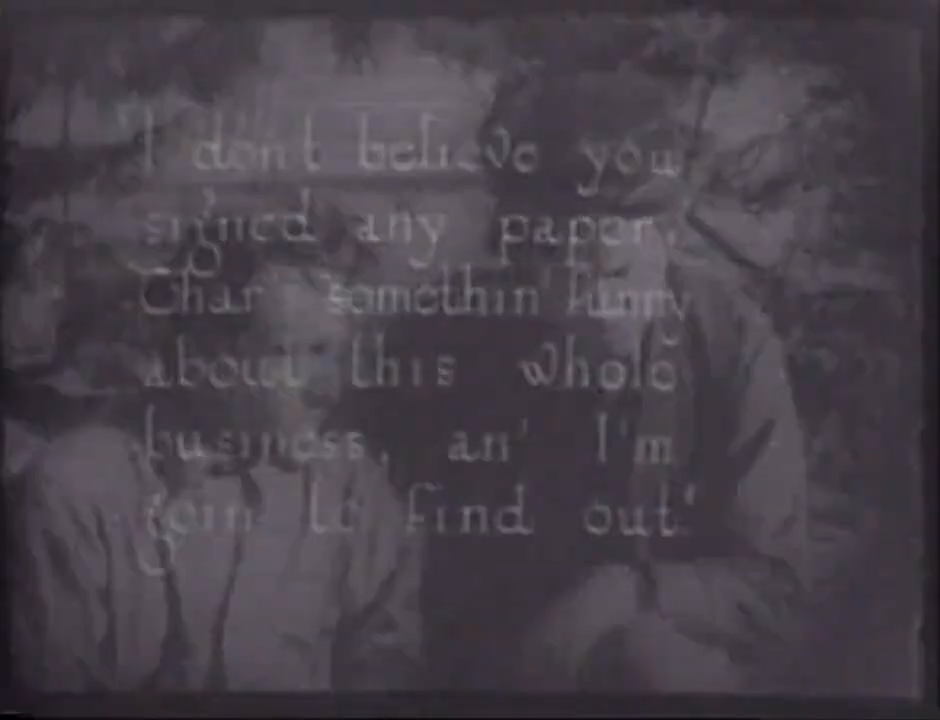 "I don't believe you
signed any paper.
Thar somethin' funny
about this whole
business, an' I'm
goin' to find out"